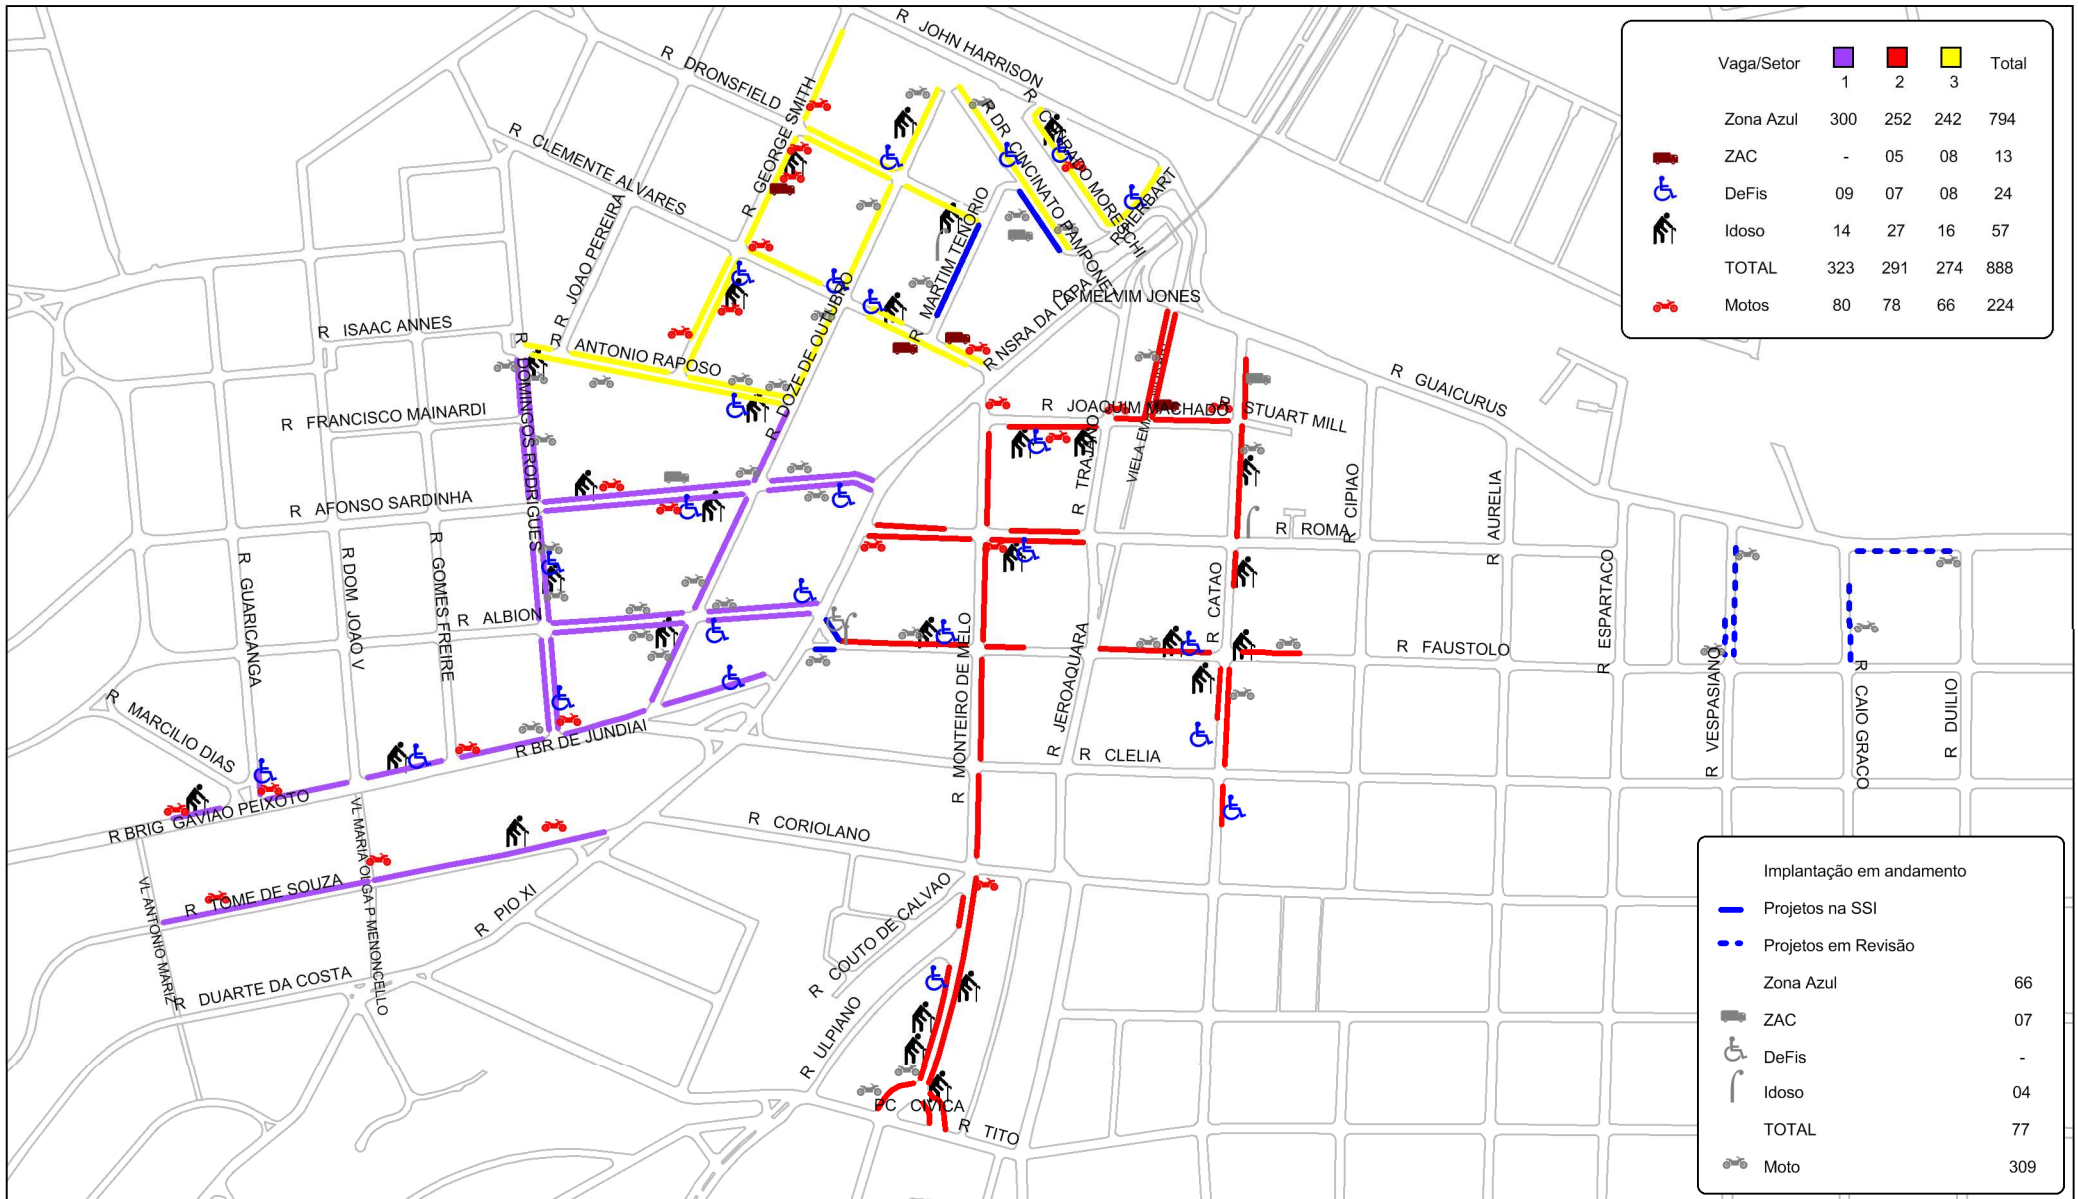 R JOHN HARRISON
R DRONSFIELD
R GEORGE SMITH
R CLEMENTE ALVARES
R JOAO PEREIRA
R DR CINCINATO PAMPONET
R CONRADO MORESCHI
R PIERBART
R MARTIM TENORIO
R NSRA DA LAPA
PC MELVIM JONES
R ISAAC ANNES
R ANTONIO RAPOSO
R DOZE DE OUTUBRO
R DOMINGOS RODRIGUES
R FRANCISCO MAINARDI
R JOAQUIM MACHADO
R STUART MILL
R GUAICURUS
R TRAJANO
R AFONSO SARDINHA
R CIPIAO
R AURELIA
R ROMA
R GUARICANGA
R DOM JOAO V
R GOMES FREIRE
R ALBION
R CATAO
R ESPARTACO
R MONTEIRO DE MELO
R JEROAQUARA
R FAUSTOLO
R VESPASIANO
R CAIO GRACO
R DUILIO
R MARCILIO DIAS
R BR DE JUNDIAI
R CLELIA
R BRIG GAVIAO PEIXOTO
R CORIOLANO
VL MARIA OLGA P MENONCELLO
VL ANTONIO MARIZ
R TOME DE SOUZA
R PIO XI
R COUTO DE CALVAO
R DUARTE DA COSTA
R ULPIANO
PC CIVICA
R TITO
Vaga/Setor 1 2 3 Total
Zona Azul 300 252 242 794
ZAC - 05 08 13
DeFis 09 07 08 24
Idoso 14 27 16 57
TOTAL 323 291 274 888
Motos 80 78 66 224
Implantação em andamento
Projetos na SSI
Projetos em Revisão
Zona Azul 66
ZAC 07
DeFis -
Idoso 04
TOTAL 77
Moto 309